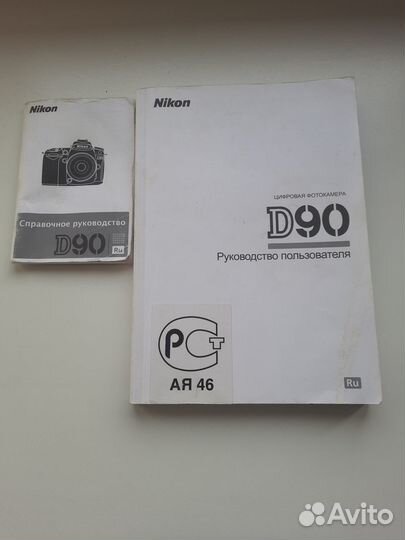 Nikon
Справочное руководство
D90
Ru
Nikon
ЦИФРОВАЯ ФОТОКАМЕРА
D90
Руководство пользователя
РСТ
АЯ 46
Ru
Avito